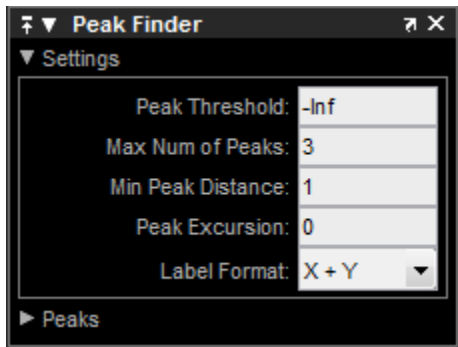 Peak Finder
Settings
Peak Threshold: -Inf
Max Num of Peaks: 3
Min Peak Distance: 1
Peak Excursion: 0
Label Format: X + Y
Peaks